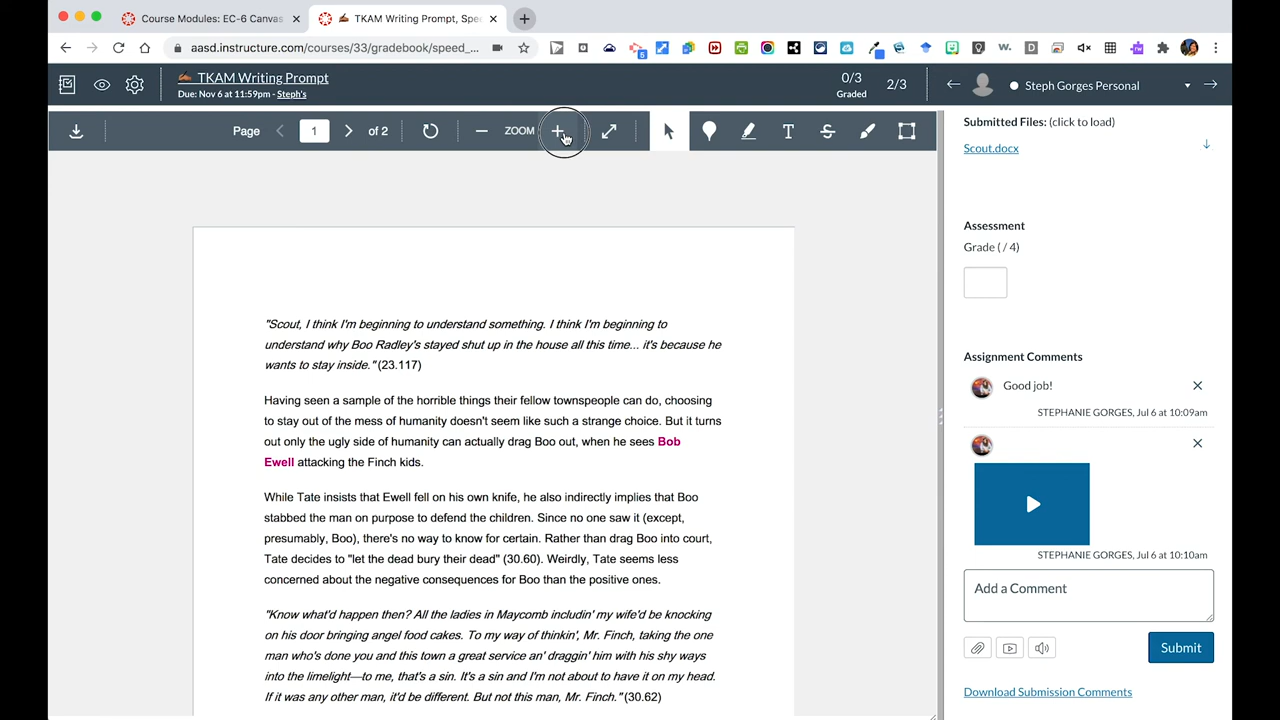 Course Modules: EC-6 Canvas
TKAM Writing Prompt, Spe
aasd.instructure.com/courses/33/gradebook/speed_...
TKAM Writing Prompt
Due: Nov 6 at 11:59pm - Steph's
0/3
Graded
2/3
Steph Gorges Personal
Page
1
of 2
ZOOM
T
Submitted Files: (click to load)
Scout.docx
Assessment
Grade ( / 4)
"Scout, I think I'm beginning to understand something. I think I'm beginning to
understand why Boo Radley's stayed shut up in the house all this time... it's because he
wants to stay inside." (23.117)
Having seen a sample of the horrible things their fellow townspeople can do, choosing
to stay out of the mess of humanity doesn't seem like such a strange choice. But it turns
out only the ugly side of humanity can actually drag Boo out, when he sees Bob
Ewell attacking the Finch kids.
While Tate insists that Ewell fell on his own knife, he also indirectly implies that Boo
stabbed the man on purpose to defend the children. Since no one saw it (except,
presumably, Boo), there's no way to know for certain. Rather than drag Boo into court,
Tate decides to "let the dead bury their dead" (30.60). Weirdly, Tate seems less
concerned about the negative consequences for Boo than the positive ones.
"Know what'd happen then? All the ladies in Maycomb includin' my wife'd be knocking
on his door bringing angel food cakes. To my way of thinkin', Mr. Finch, taking the one
man who's done you and this town a great service an' draggin' him with his shy ways
into the limelight—to me, that's a sin. It's a sin and I'm not about to have it on my head.
If it was any other man, it'd be different. But not this man, Mr. Finch." (30.62)
Assignment Comments
Good job!
STEPHANIE GORGES, Jul 6 at 10:09am
STEPHANIE GORGES, Jul 6 at 10:10am
Add a Comment
Submit
Download Submission Comments